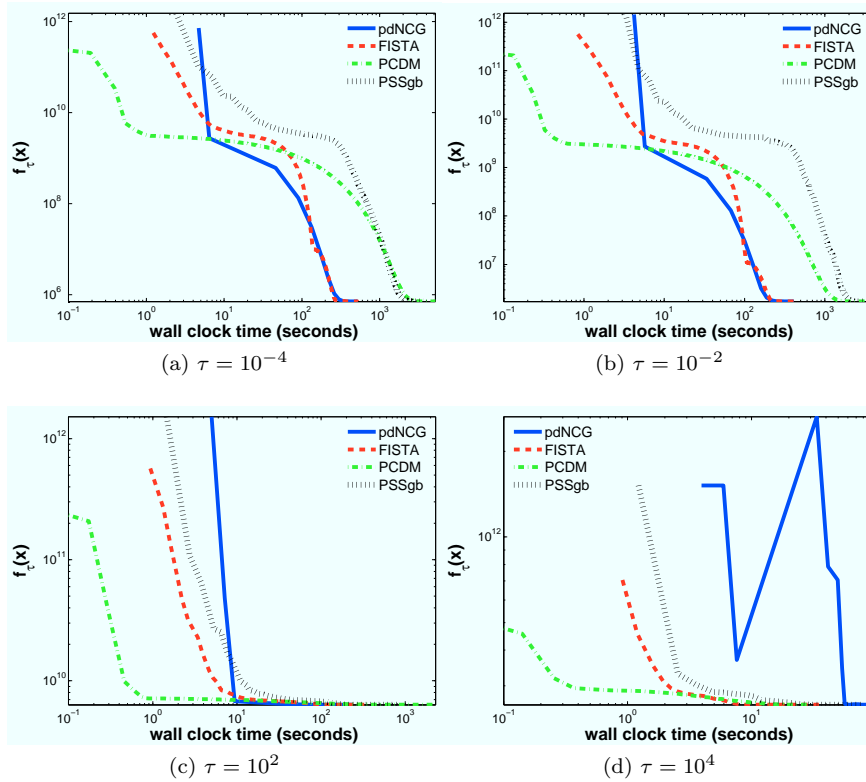 10^12
10^10
10^8
10^6
f_τ(x)
pdNCG
FISTA
PCDM
PSSgb
10^−1 10^0 10^1 10^2 10^3
wall clock time (seconds)
(a) τ = 10^−4
10^12
10^11
10^10
10^9
10^8
10^7
f_τ(x)
pdNCG
FISTA
PCDM
PSSgb
10^−1 10^0 10^1 10^2 10^3
wall clock time (seconds)
(b) τ = 10^−2
10^12
10^11
10^10
f_τ(x)
pdNCG
FISTA
PCDM
PSSgb
10^−1 10^0 10^1 10^2 10^3
wall clock time (seconds)
(c) τ = 10^2
10^12
f_τ(x)
pdNCG
FISTA
PCDM
PSSgb
10^−1 10^0 10^1
wall clock time (seconds)
(d) τ = 10^4